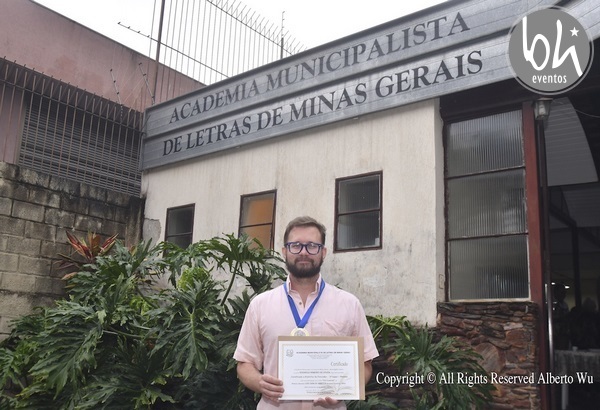 ACADEMIA MUNICIPALISTA
DE LETRAS DE MINAS GERAIS
bh
eventos
Certificado
Copyright © All Rights Reserved Alberto Wu